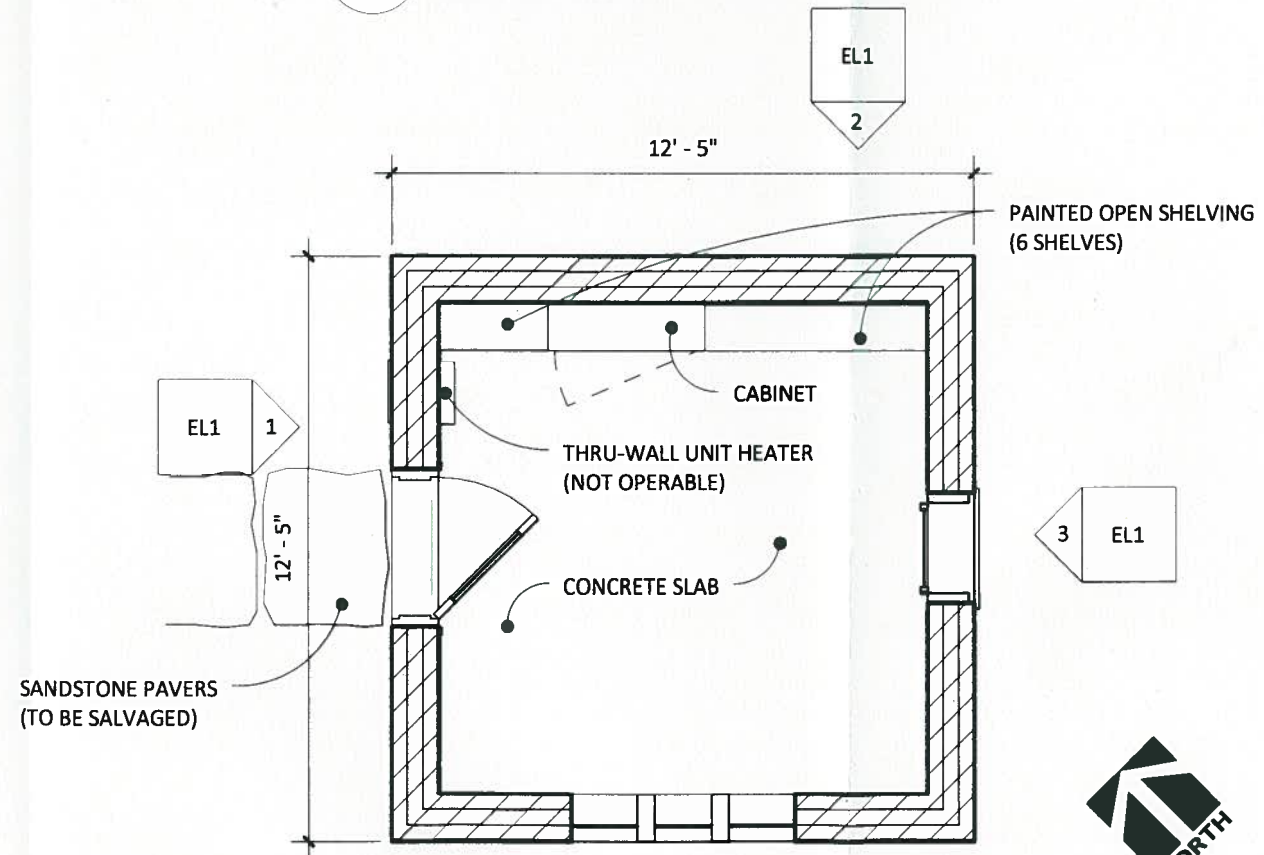 EL1
2
12' - 5"
PAINTED OPEN SHELVING
(6 SHELVES)
CABINET
EL1
1
THRU-WALL UNIT HEATER
(NOT OPERABLE)
12' - 5"
3
EL1
CONCRETE SLAB
SANDSTONE PAVERS
(TO BE SALVAGED)